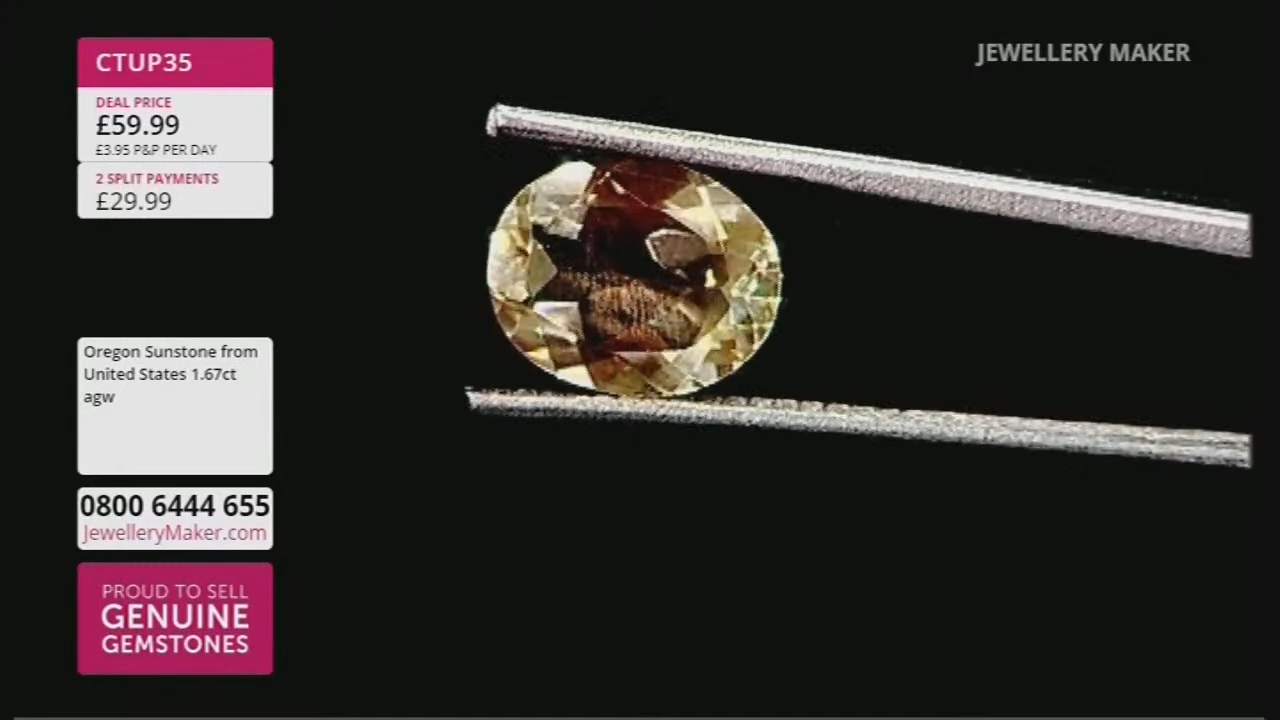 CTUP35
DEAL PRICE
£59.99
£3.95 P&P PER DAY
2 SPLIT PAYMENTS
£29.99
Oregon Sunstone from
United States 1.67ct
agw
0800 6444 655
JewelleryMaker.com
PROUD TO SELL
GENUINE
GEMSTONES
JEWELLERY MAKER